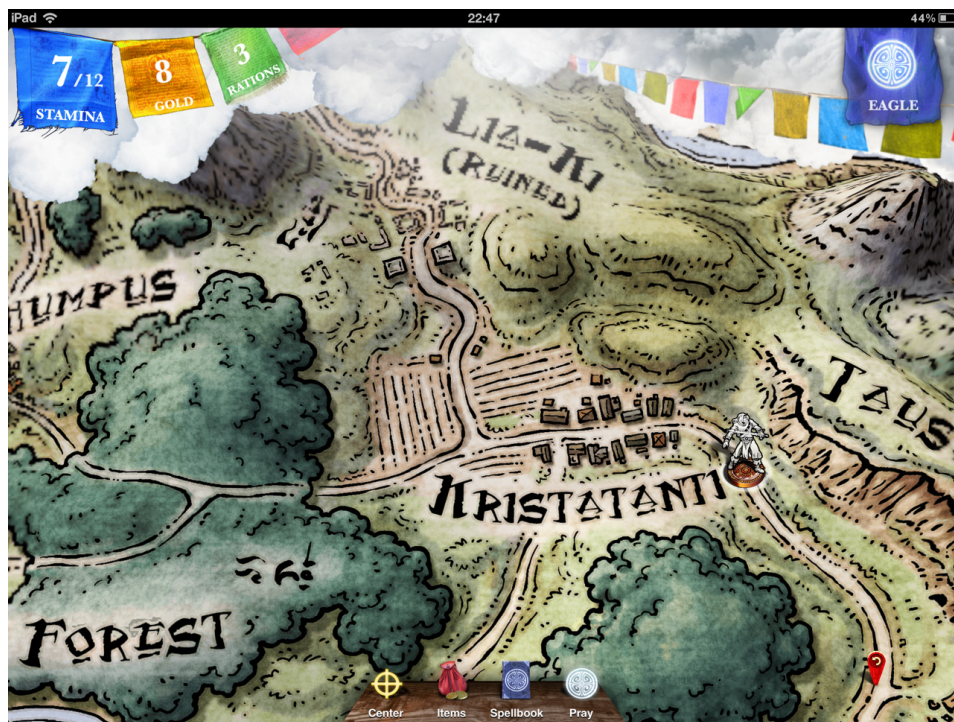 iPad
22:47
44%
7/12
STAMINA
8
GOLD
3
RATIONS
EAGLE
LIA-KI
(RUINED)
HUMPUS
TAUS
KRISTATANTI
FOREST
Center
Items
Spellbook
Pray